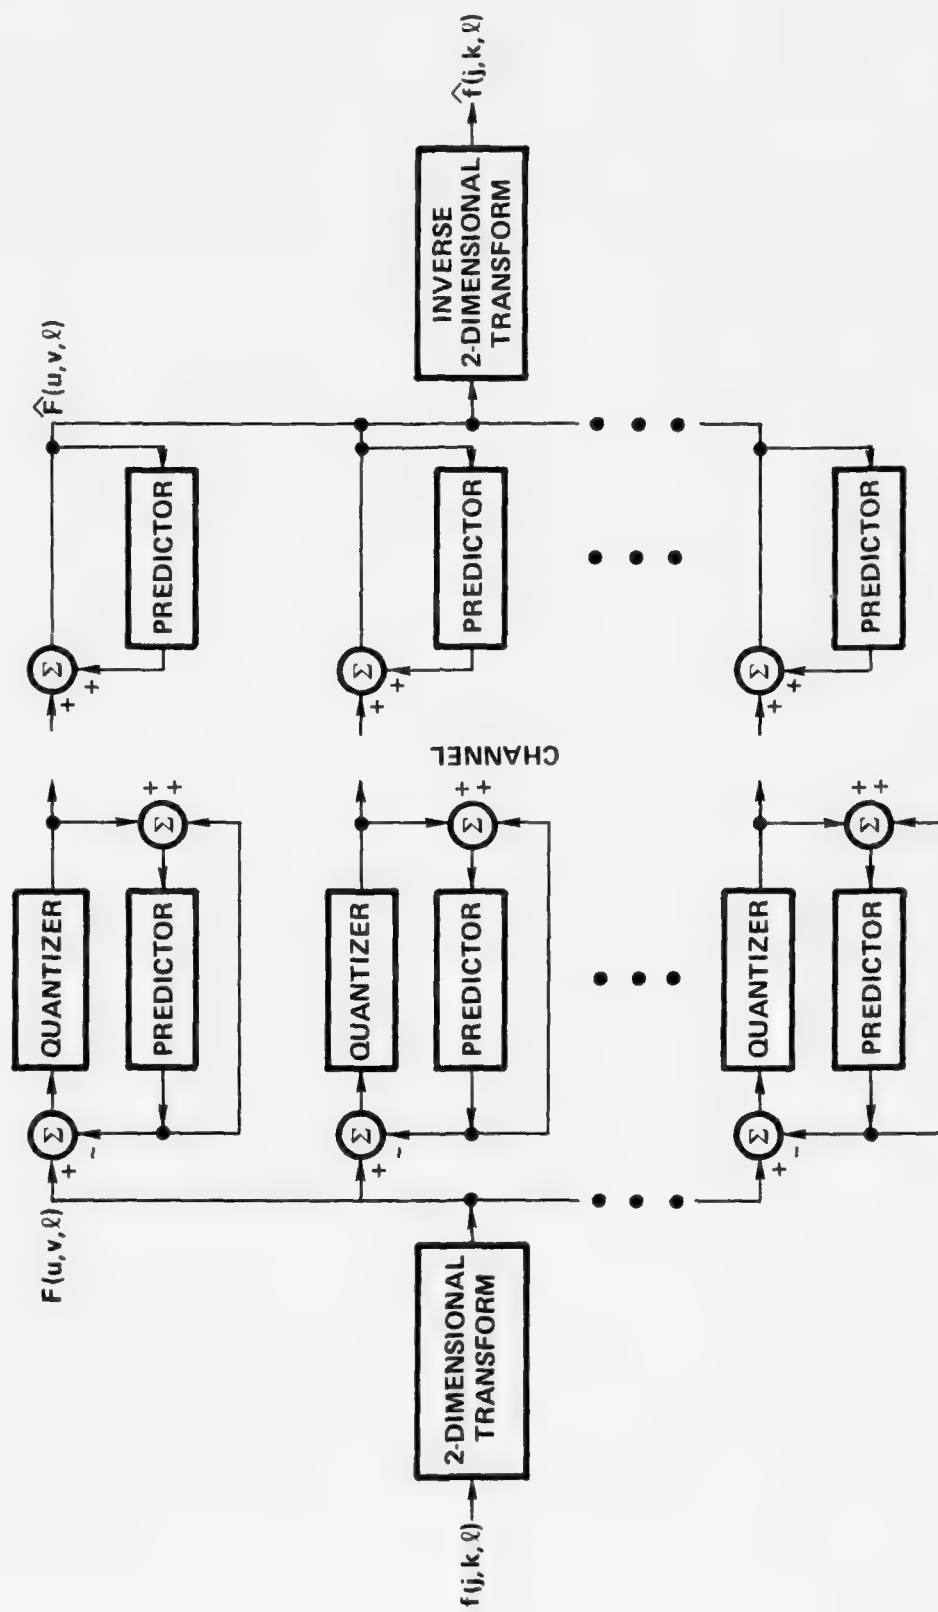 f(j,k,ℓ)
2-DIMENSIONAL
TRANSFORM
F(u,v,ℓ)
+
-
Σ
QUANTIZER
PREDICTOR
Σ
+
+
+
-
Σ
QUANTIZER
PREDICTOR
Σ
+
+
+
-
Σ
QUANTIZER
PREDICTOR
Σ
+
+
CHANNEL
+
+
Σ
PREDICTOR
+
+
Σ
PREDICTOR
+
+
Σ
PREDICTOR
F̂(u,v,ℓ)
INVERSE
2-DIMENSIONAL
TRANSFORM
f̂(j,k,ℓ)